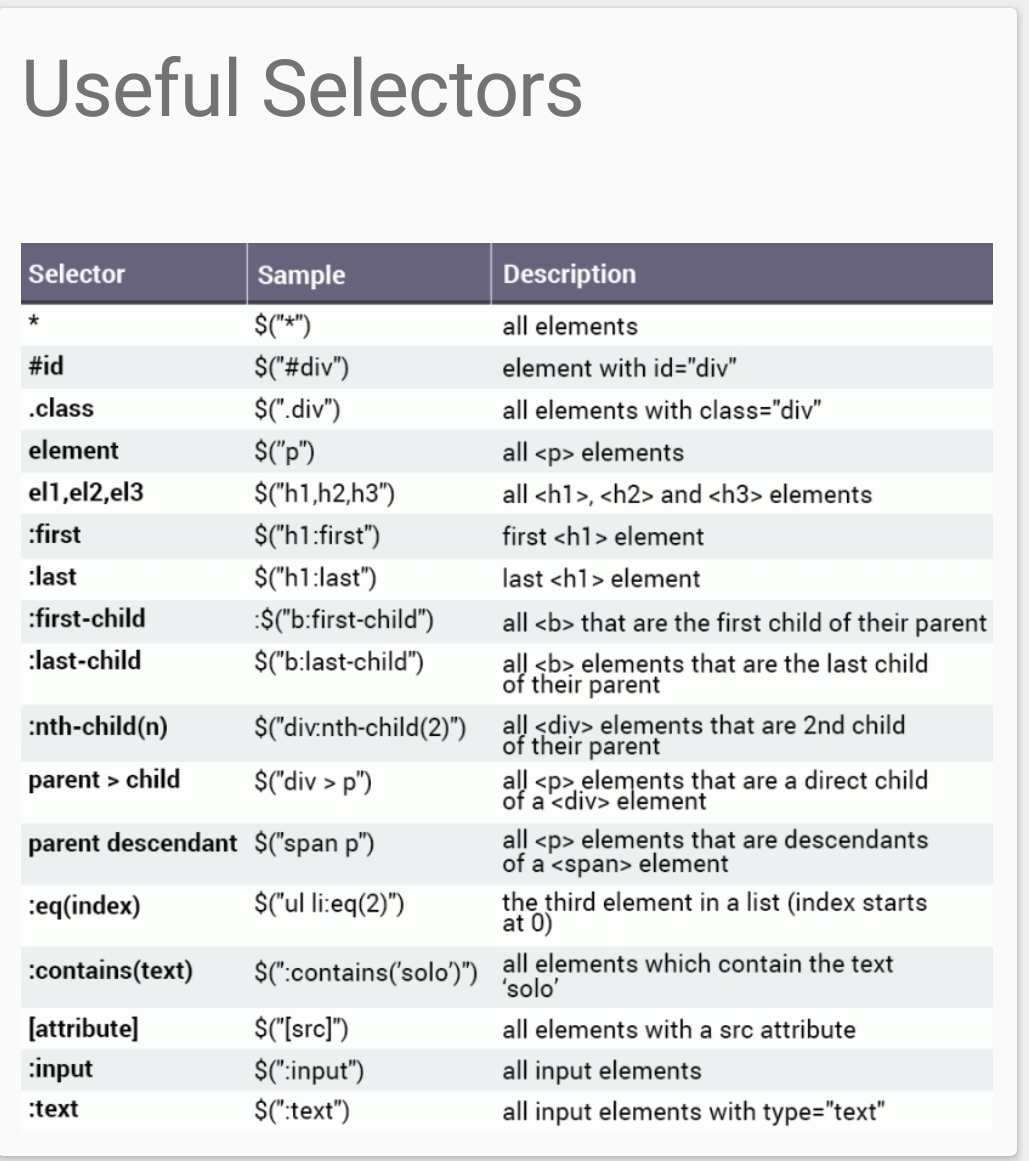 Useful Selectors
Selector Sample Description
* $("*") all elements
#id $("#div") element with id="div"
.class $(".div") all elements with class="div"
element $("p") all <p> elements
el1,el2,el3 $("h1,h2,h3") all <h1>, <h2> and <h3> elements
:first $("h1:first") first <h1> element
:last $("h1:last") last <h1> element
:first-child :$("b:first-child") all <b> that are the first child of their parent
:last-child $("b:last-child") all <b> elements that are the last child
of their parent
:nth-child(n) $("div:nth-child(2)") all <div> elements that are 2nd child
of their parent
parent > child $("div > p") all <p> elements that are a direct child
of a <div> element
parent descendant $("span p") all <p> elements that are descendants
of a <span> element
:eq(index) $("ul li:eq(2)") the third element in a list (index starts
at 0)
:contains(text) $(":contains('solo')") all elements which contain the text
‘solo’
[attribute] $("[src]") all elements with a src attribute
:input $(":input") all input elements
:text $(":text") all input elements with type="text"